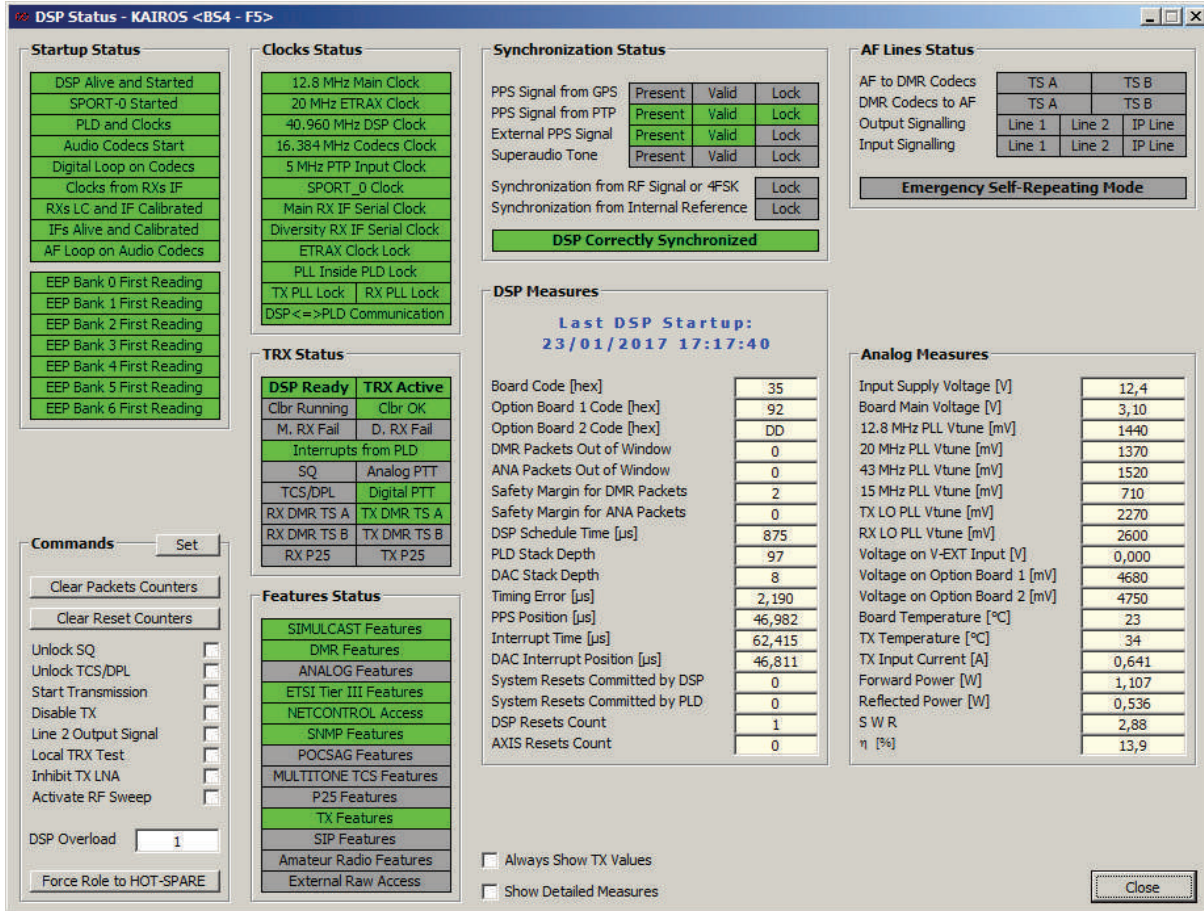 DSP Status - KAIROS <BS4 - F5>
Startup Status
DSP Alive and Started
SPORT-0 Started
PLD and Clocks
Audio Codecs Start
Digital Loop on Codecs
Clocks from RXs IF
RXs LC and IF Calibrated
IFs Alive and Calibrated
AF Loop on Audio Codecs
EEP Bank 0 First Reading
EEP Bank 1 First Reading
EEP Bank 2 First Reading
EEP Bank 3 First Reading
EEP Bank 4 First Reading
EEP Bank 5 First Reading
EEP Bank 6 First Reading
Commands Set
Clear Packets Counters
Clear Reset Counters
Unlock SQ
Unlock TCS/DPL
Start Transmission
Disable TX
Line 2 Output Signal
Local TRX Test
Inhibit TX LNA
Activate RF Sweep
DSP Overload 1
Force Role to HOT-SPARE
Clocks Status
12.8 MHz Main Clock
20 MHz ETRAX Clock
40.960 MHz DSP Clock
16.384 MHz Codecs Clock
5 MHz PTP Input Clock
SPORT_0 Clock
Main RX IF Serial Clock
Diversity RX IF Serial Clock
ETRAX Clock Lock
PLL Inside PLD Lock
TX PLL Lock RX PLL Lock
DSP<=>PLD Communication
TRX Status
DSP Ready TRX Active
Clbr Running Clbr OK
M. RX Fail D. RX Fail
Interrupts from PLD
SQ Analog PTT
TCS/DPL Digital PTT
RX DMR TS A TX DMR TS A
RX DMR TS B TX DMR TS B
RX P25 TX P25
Features Status
SIMULCAST Features
DMR Features
ANALOG Features
ETSI Tier III Features
NETCONTROL Access
SNMP Features
POCSAG Features
MULTITONE TCS Features
P25 Features
TX Features
SIP Features
Amateur Radio Features
External Raw Access
Synchronization Status
PPS Signal from GPS Present Valid Lock
PPS Signal from PTP Present Valid Lock
External PPS Signal Present Valid Lock
Superaudio Tone Present Valid Lock
Synchronization from RF Signal or 4FSK Lock
Synchronization from Internal Reference Lock
DSP Correctly Synchronized
DSP Measures
Last DSP Startup:
23/01/2017 17:17:40
Board Code [hex] 35
Option Board 1 Code [hex] 92
Option Board 2 Code [hex] DD
DMR Packets Out of Window 0
ANA Packets Out of Window 0
Safety Margin for DMR Packets 2
Safety Margin for ANA Packets 0
DSP Schedule Time [µs] 875
PLD Stack Depth 97
DAC Stack Depth 8
Timing Error [µs] 2,190
PPS Position [µs] 46,982
Interrupt Time [µs] 62,415
DAC Interrupt Position [µs] 46,811
System Resets Committed by DSP 0
System Resets Committed by PLD 0
DSP Resets Count 1
AXIS Resets Count 0
Always Show TX Values
Show Detailed Measures
AF Lines Status
AF to DMR Codecs TS A TS B
DMR Codecs to AF TS A TS B
Output Signalling Line 1 Line 2 IP Line
Input Signalling Line 1 Line 2 IP Line
Emergency Self-Repeating Mode
Analog Measures
Input Supply Voltage [V] 12,4
Board Main Voltage [V] 3,10
12.8 MHz PLL Vtune [mV] 1440
20 MHz PLL Vtune [mV] 1370
43 MHz PLL Vtune [mV] 1520
15 MHz PLL Vtune [mV] 710
TX LO PLL Vtune [mV] 2270
RX LO PLL Vtune [mV] 2600
Voltage on V-EXT Input [V] 0,000
Voltage on Option Board 1 [mV] 4680
Voltage on Option Board 2 [mV] 4750
Board Temperature [°C] 23
TX Temperature [°C] 34
TX Input Current [A] 0,641
Forward Power [W] 1,107
Reflected Power [W] 0,536
S W R 2,88
η [%] 13,9
Close